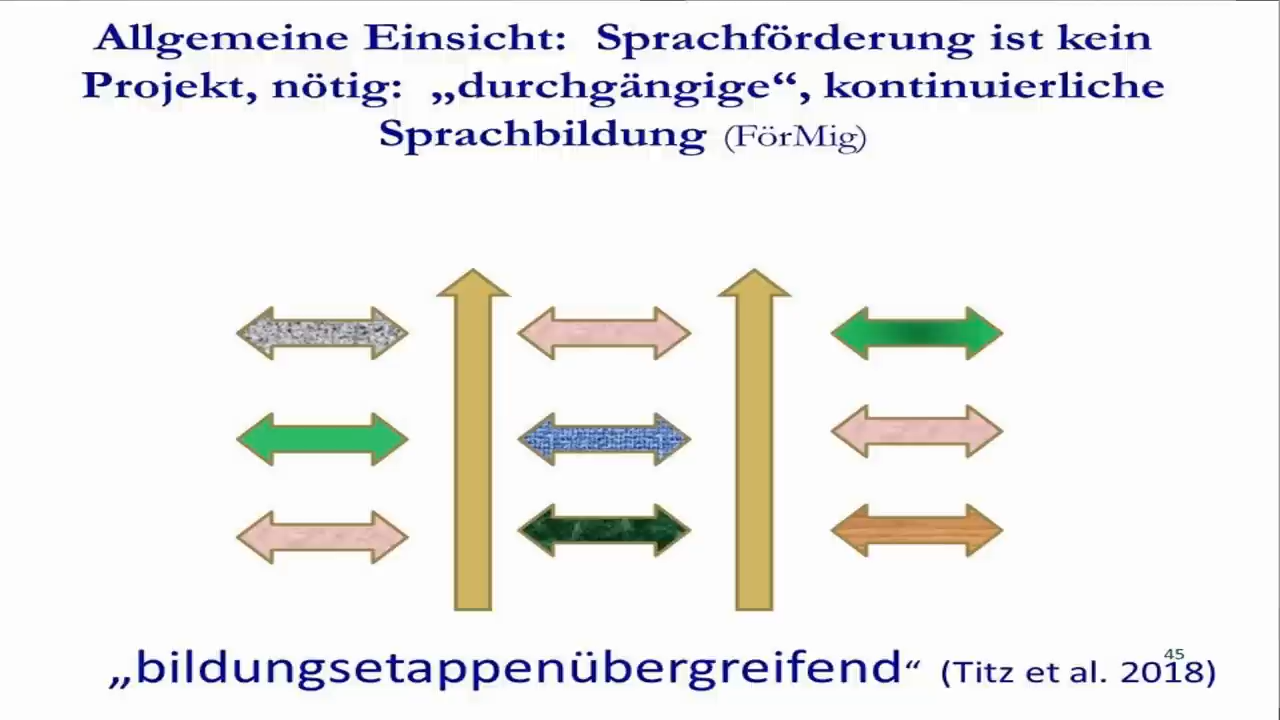 Allgemeine Einsicht: Sprachförderung ist kein
Projekt, nötig: „durchgängige“, kontinuierliche
Sprachbildung (FörMig)
„bildungsetappenübergreifend“ (Titz et al. 2018)
45